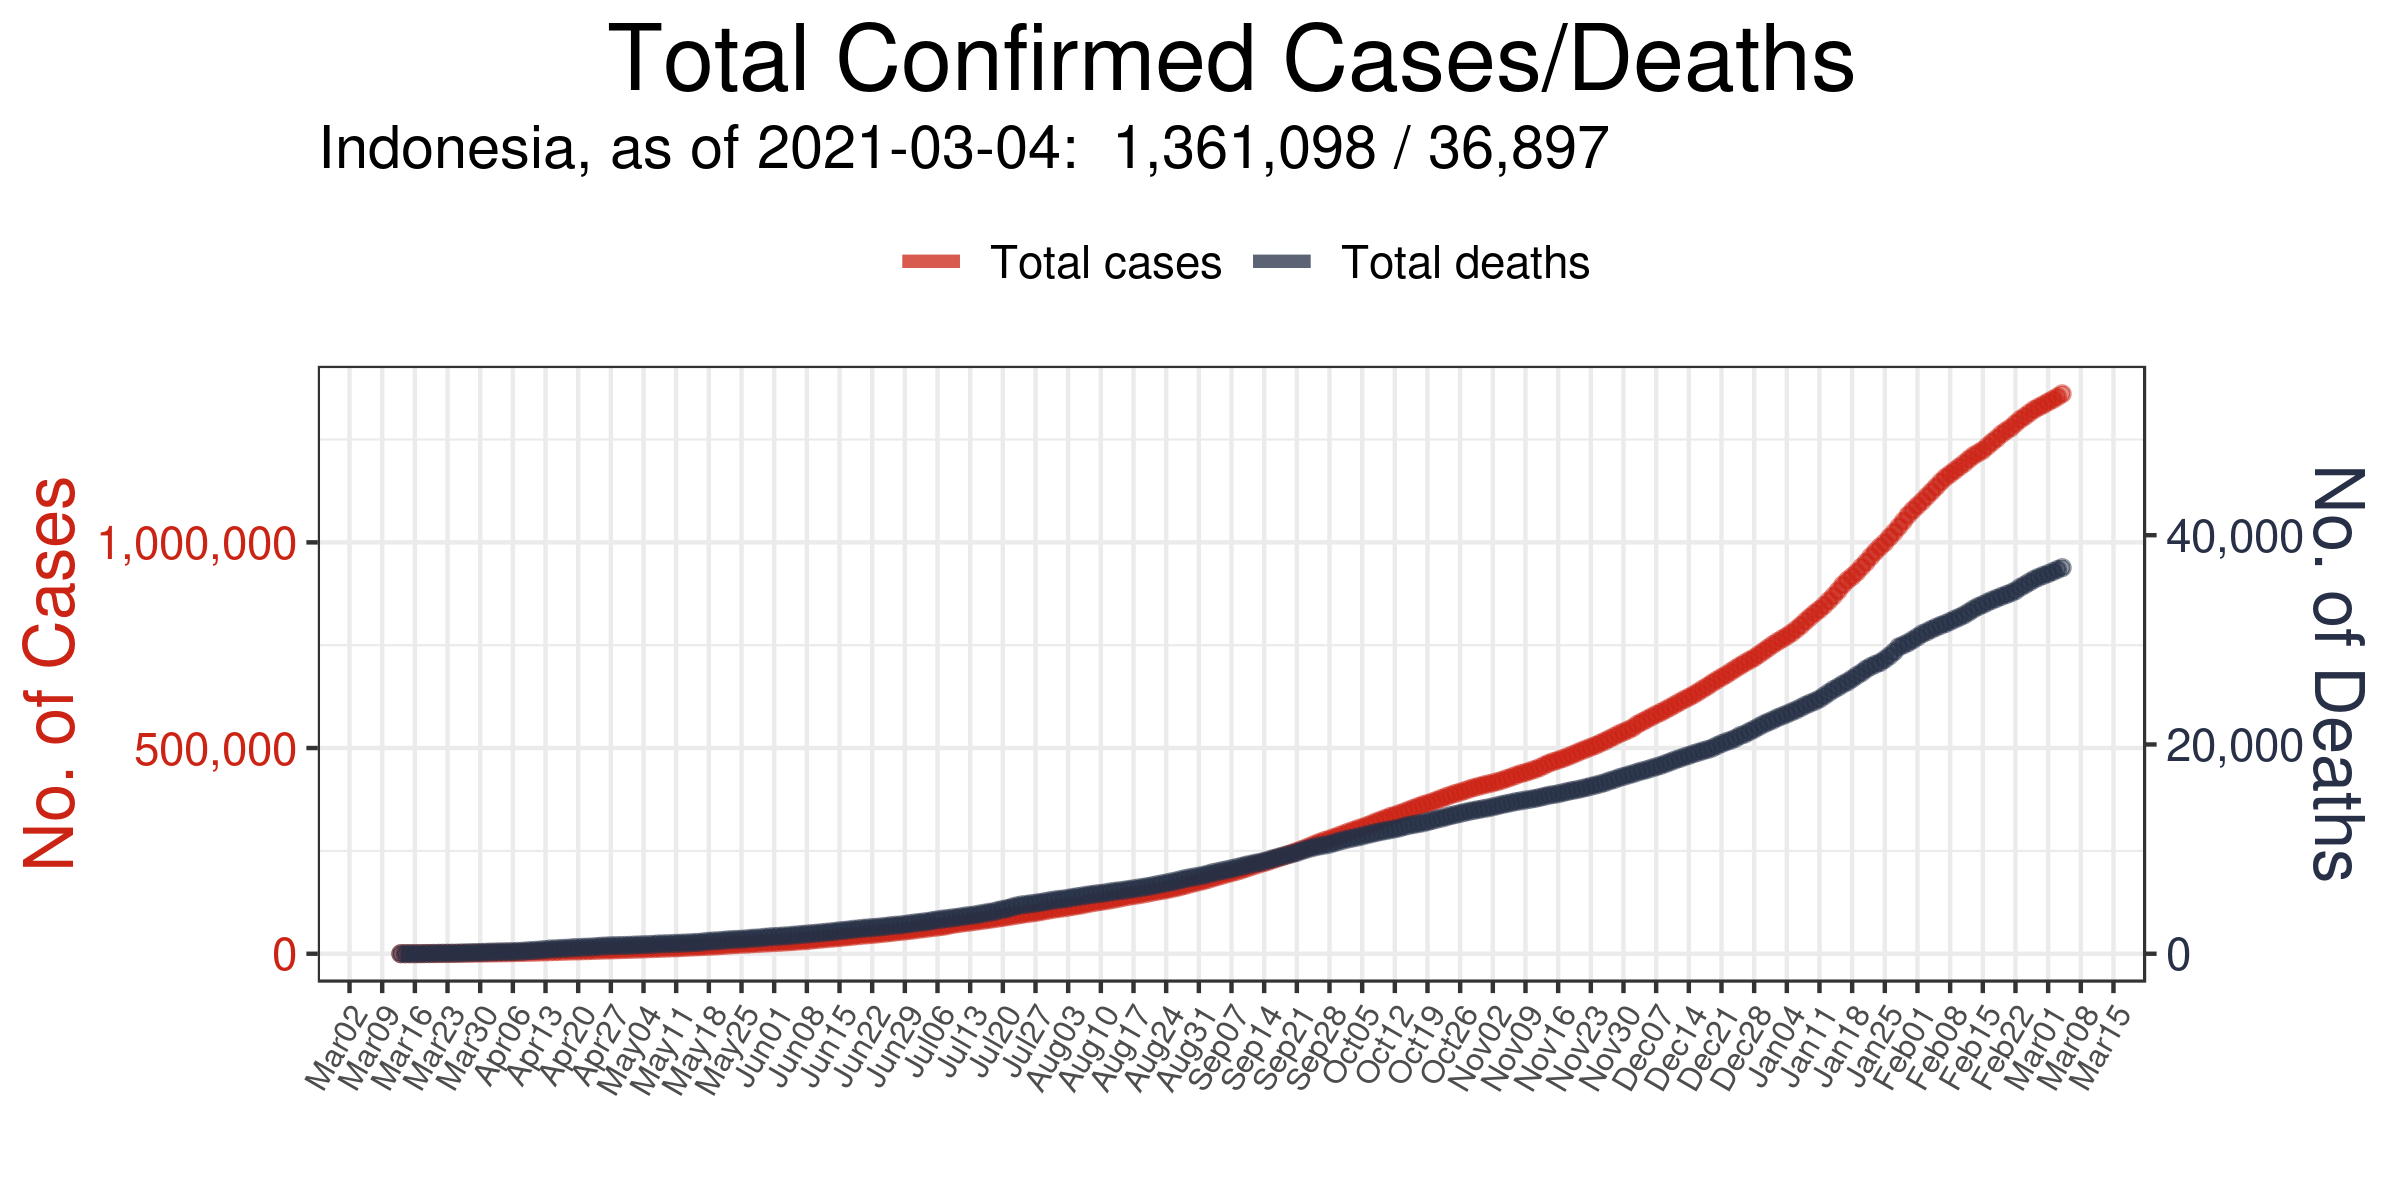 Total Confirmed Cases/Deaths
Indonesia, as of 2021-03-04:  1,361,098 / 36,897
Total cases
Total deaths
No. of Cases
1,000,000
500,000
0
40,000
20,000
0
No. of Deaths
Mar02
Mar09
Mar16
Mar23
Mar30
Apr06
Apr13
Apr20
Apr27
May04
May11
May18
May25
Jun01
Jun08
Jun15
Jun22
Jun29
Jul06
Jul13
Jul20
Jul27
Aug03
Aug10
Aug17
Aug24
Aug31
Sep07
Sep14
Sep21
Sep28
Oct05
Oct12
Oct19
Oct26
Nov02
Nov09
Nov16
Nov23
Nov30
Dec07
Dec14
Dec21
Dec28
Jan04
Jan11
Jan18
Jan25
Feb01
Feb08
Feb15
Feb22
Mar01
Mar08
Mar15